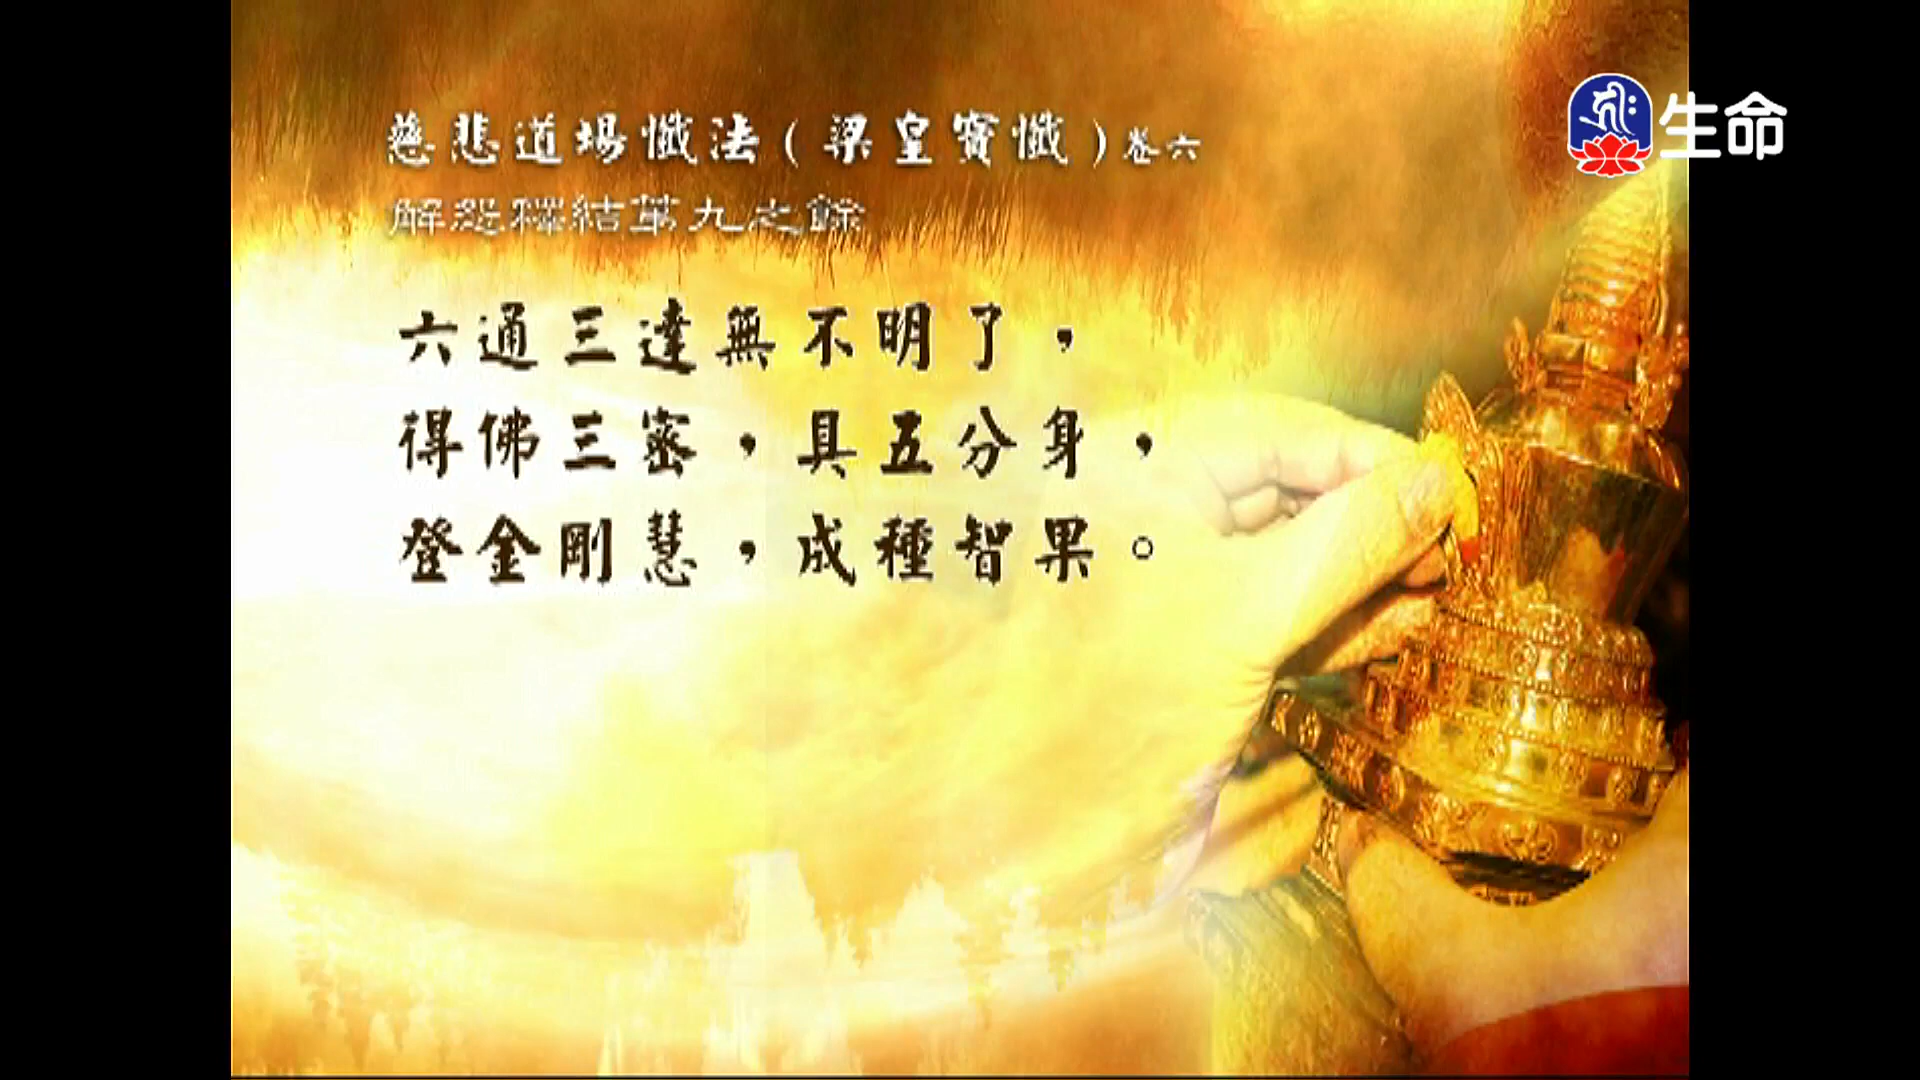 慈悲道場懺法(梁皇寶懺)卷六
解冤釋結第九之餘
六通三達無不明了，
得佛三密，具五分身，
登金剛慧，成種智果。
生命